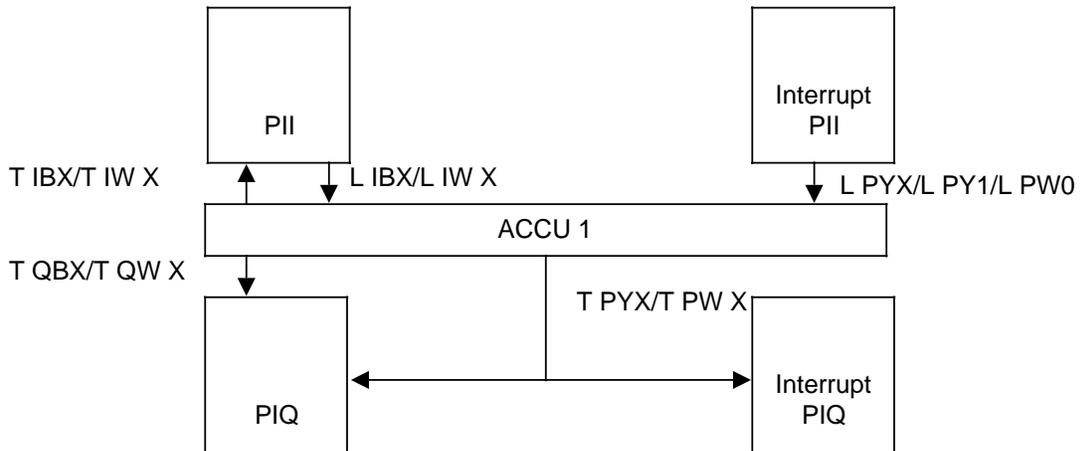 PII
Interrupt
PII
T IBX/T IW X
L IBX/L IW X
L PYX/L PY1/L PW0
ACCU 1
T QBX/T QW X
T PYX/T PW X
PIQ
Interrupt
PIQ